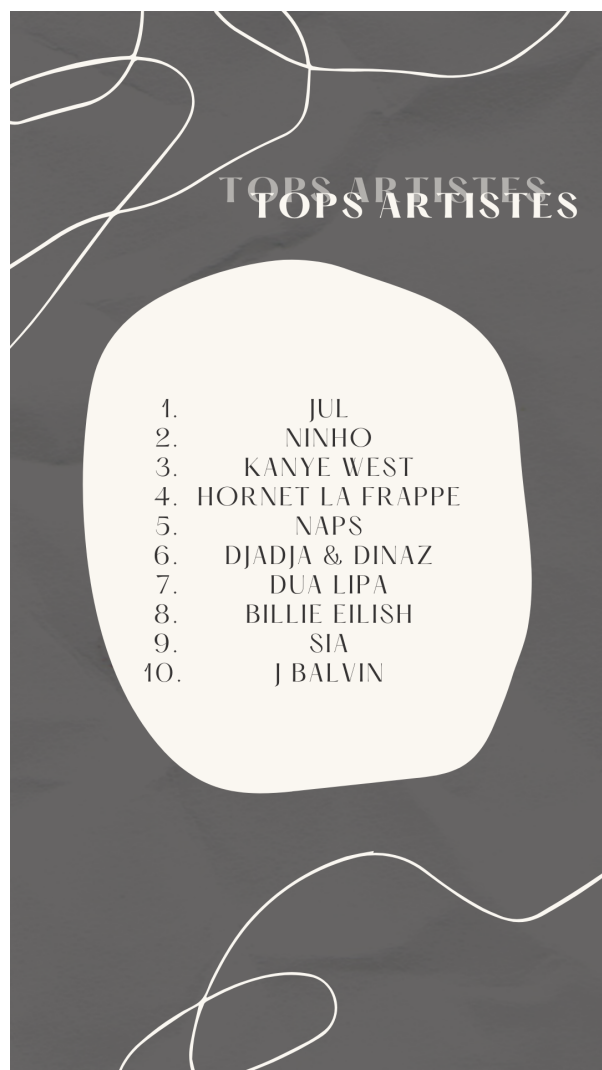 TOPS ARTISTES
TOPS ARTISTES
1. JUL
2. NINHO
3. KANYE WEST
4. HORNET LA FRAPPE
5. NAPS
6. DJADJA & DINAZ
7. DUA LIPA
8. BILLIE EILISH
9. SIA
10. J BALVIN